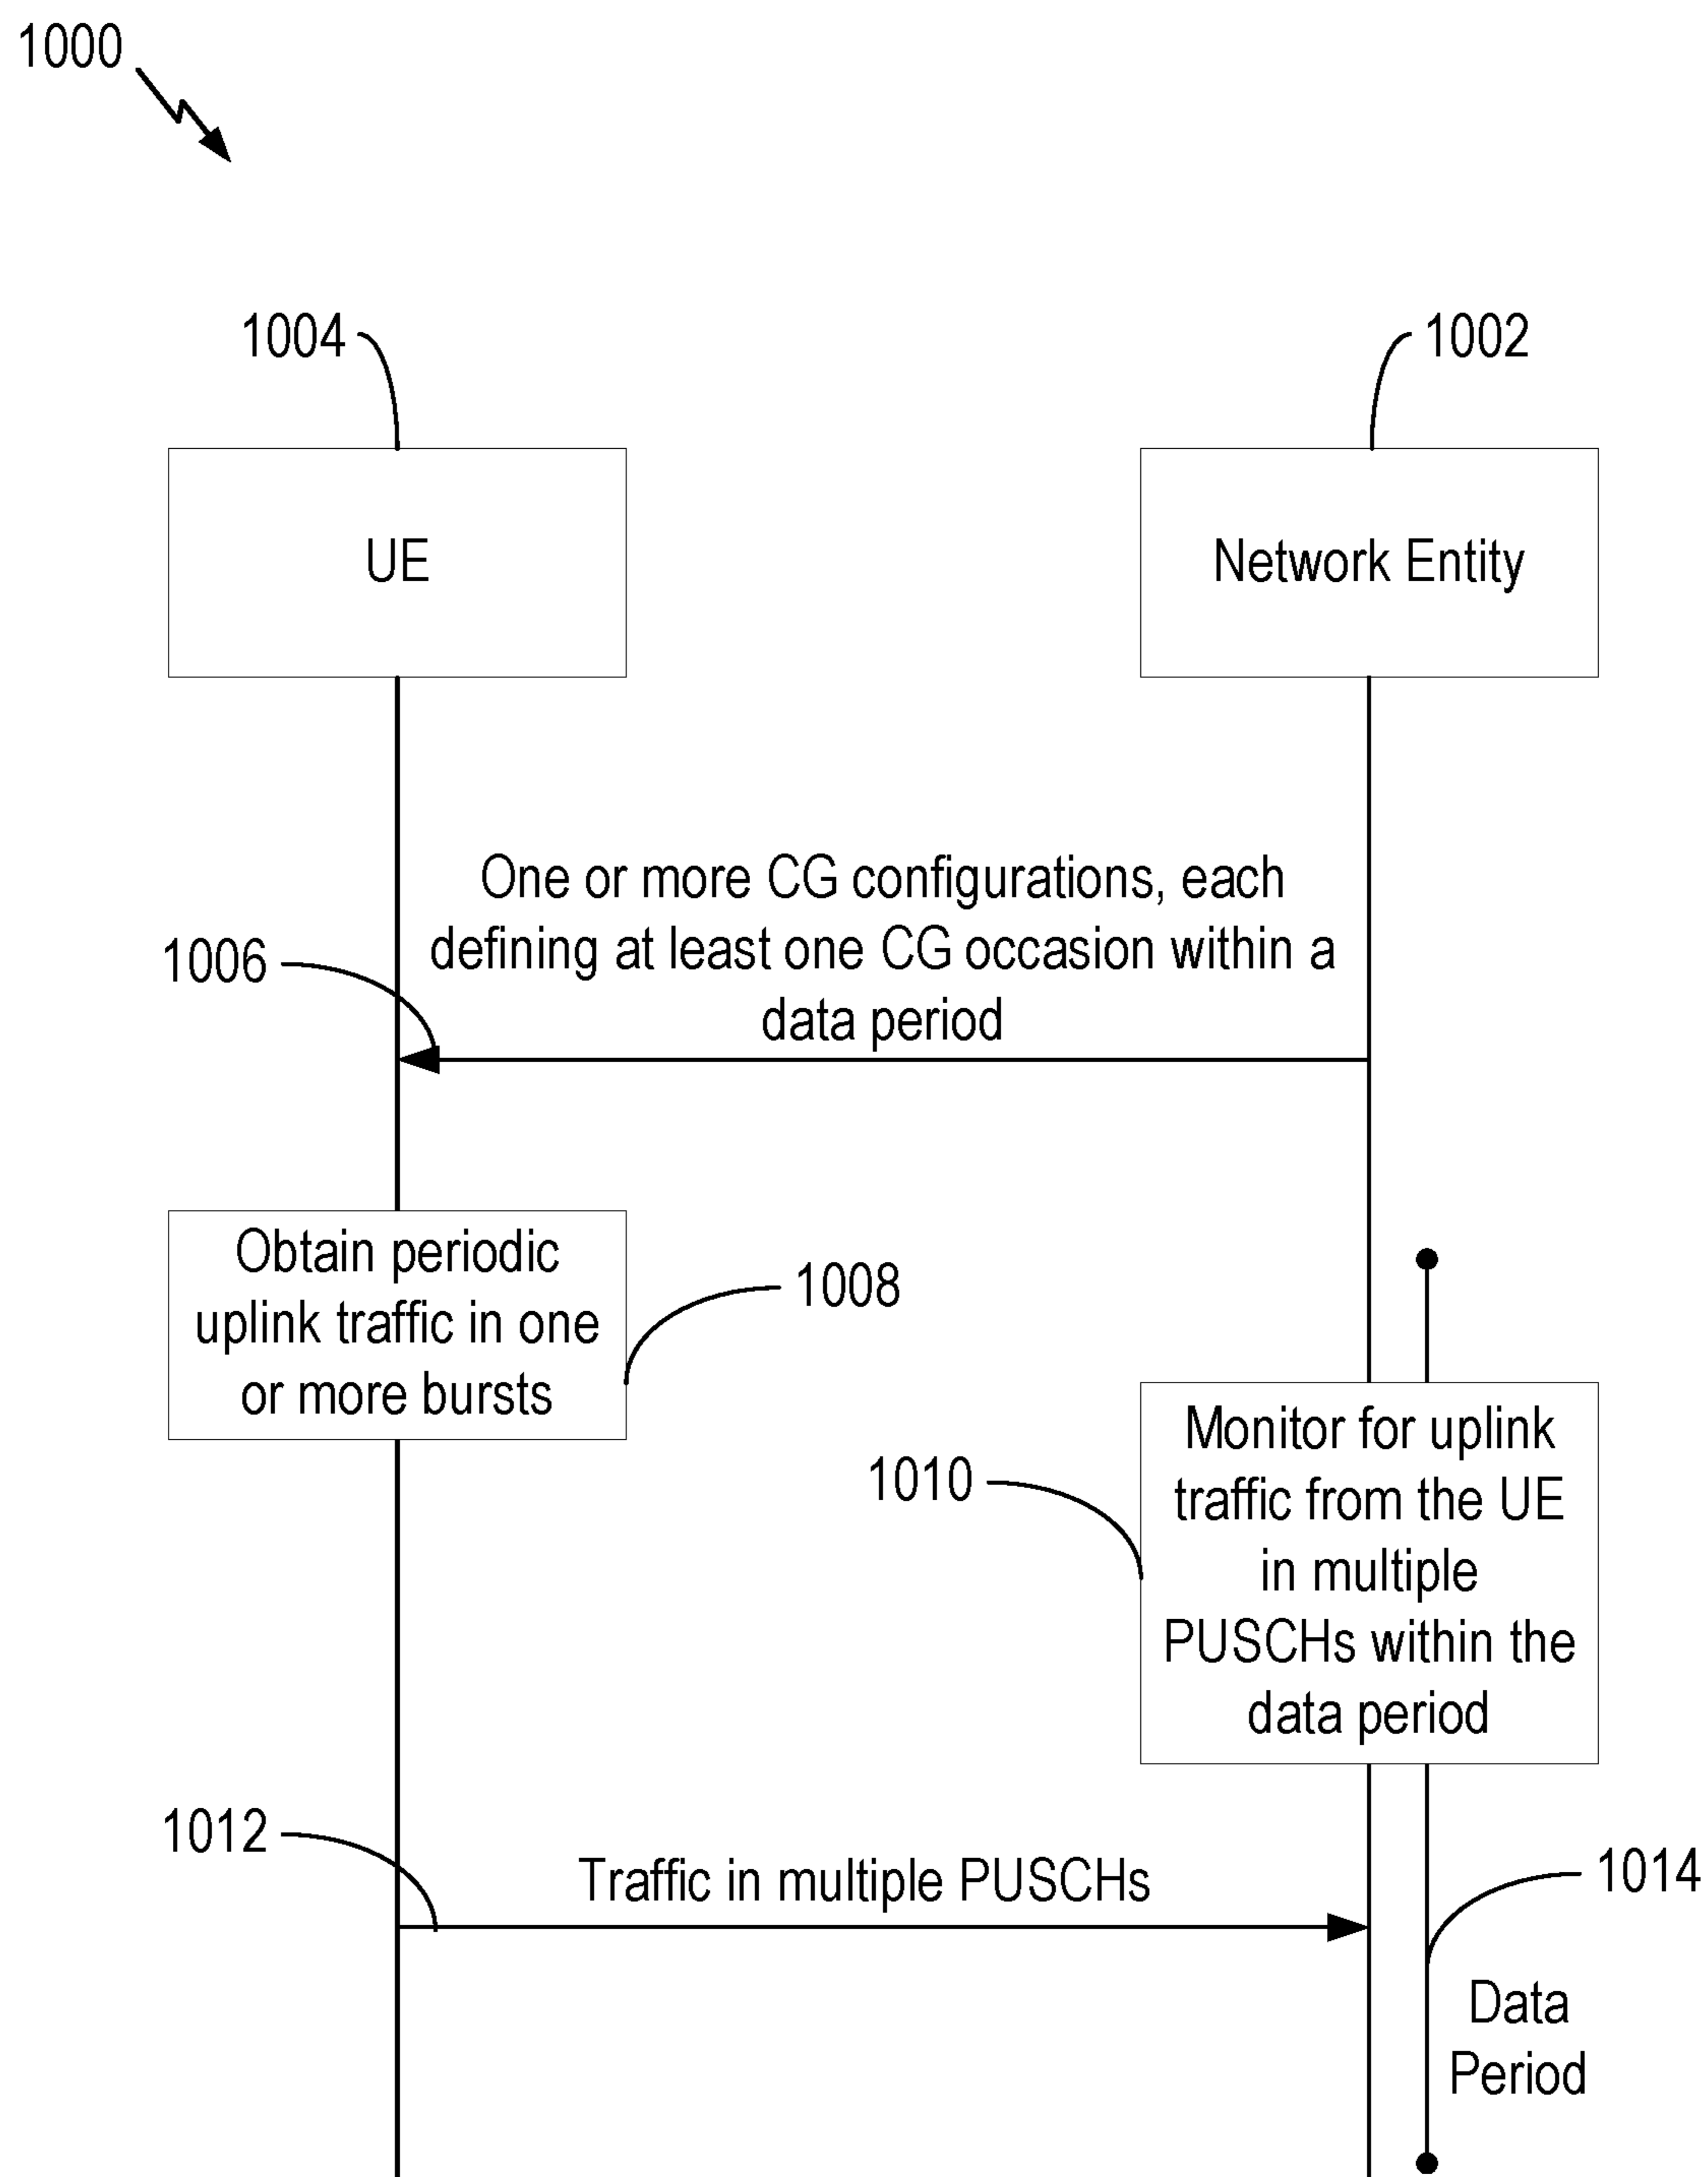 1000
1004
1002
UE
Network Entity
One or more CG configurations, each
defining at least one CG occasion within a
data period
1006
Obtain periodic
uplink traffic in one
or more bursts
1008
Monitor for uplink
traffic from the UE
in multiple
PUSCHs within the
data period
1010
1012
Traffic in multiple PUSCHs
1014
Data
Period